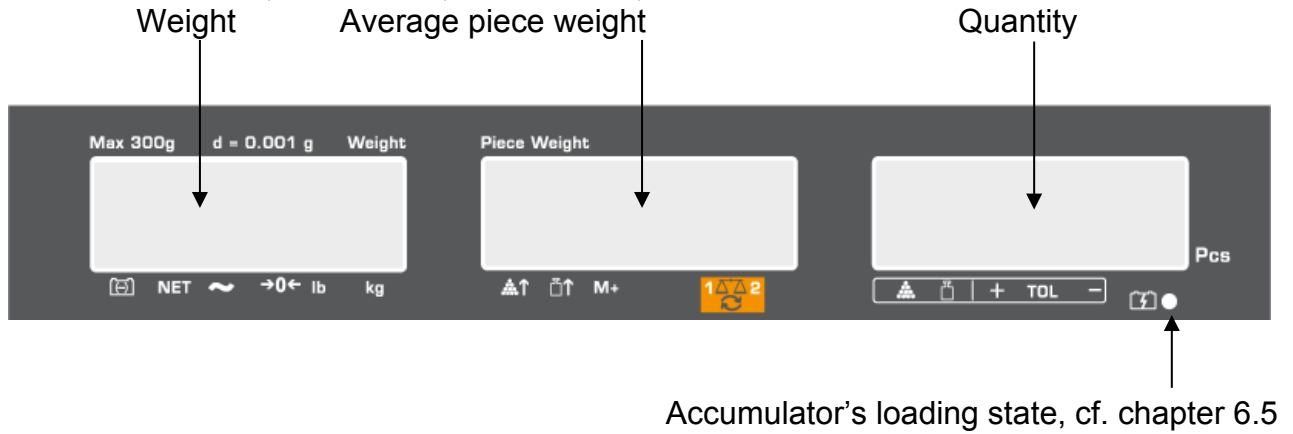 Weight Average piece weight Quantity
Max 300g d = 0.001 g Weight Piece Weight
Pcs
NET →0← lb kg M+ 1 2 + TOL −
Accumulator’s loading state, cf. chapter 6.5